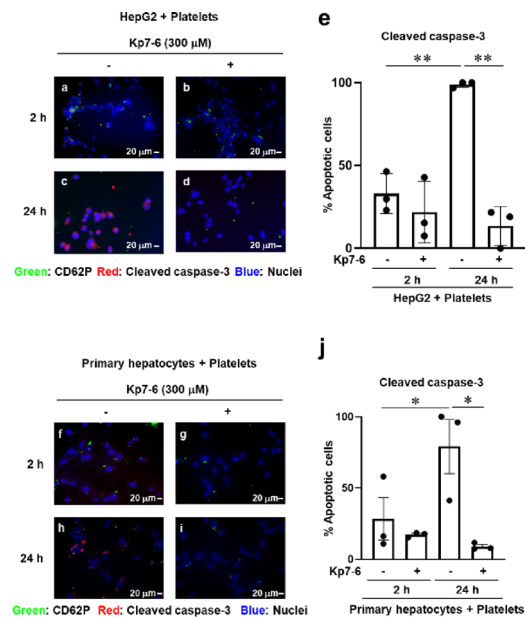 HepG2 + Platelets
Kp7-6 (300 μM)
- +
2 h
a 20 μm
b 20 μm
24 h
c 20 μm
d 20 μm
Green: CD62P Red: Cleaved caspase-3 Blue: Nuclei
e
Cleaved caspase-3
** **
100
50
0
% Apoptotic cells
Kp7-6 - + - +
2 h 24 h
HepG2 + Platelets
Primary hepatocytes + Platelets
Kp7-6 (300 μM)
- +
2 h
f 20 μm
g 20 μm
24 h
h 20 μm
i 20 μm
Green: CD62P Red: Cleaved caspase-3 Blue: Nuclei
j
Cleaved caspase-3
* *
100
50
0
% Apoptotic cells
Kp7-6 - + - +
2 h 24 h
Primary hepatocytes + Platelets